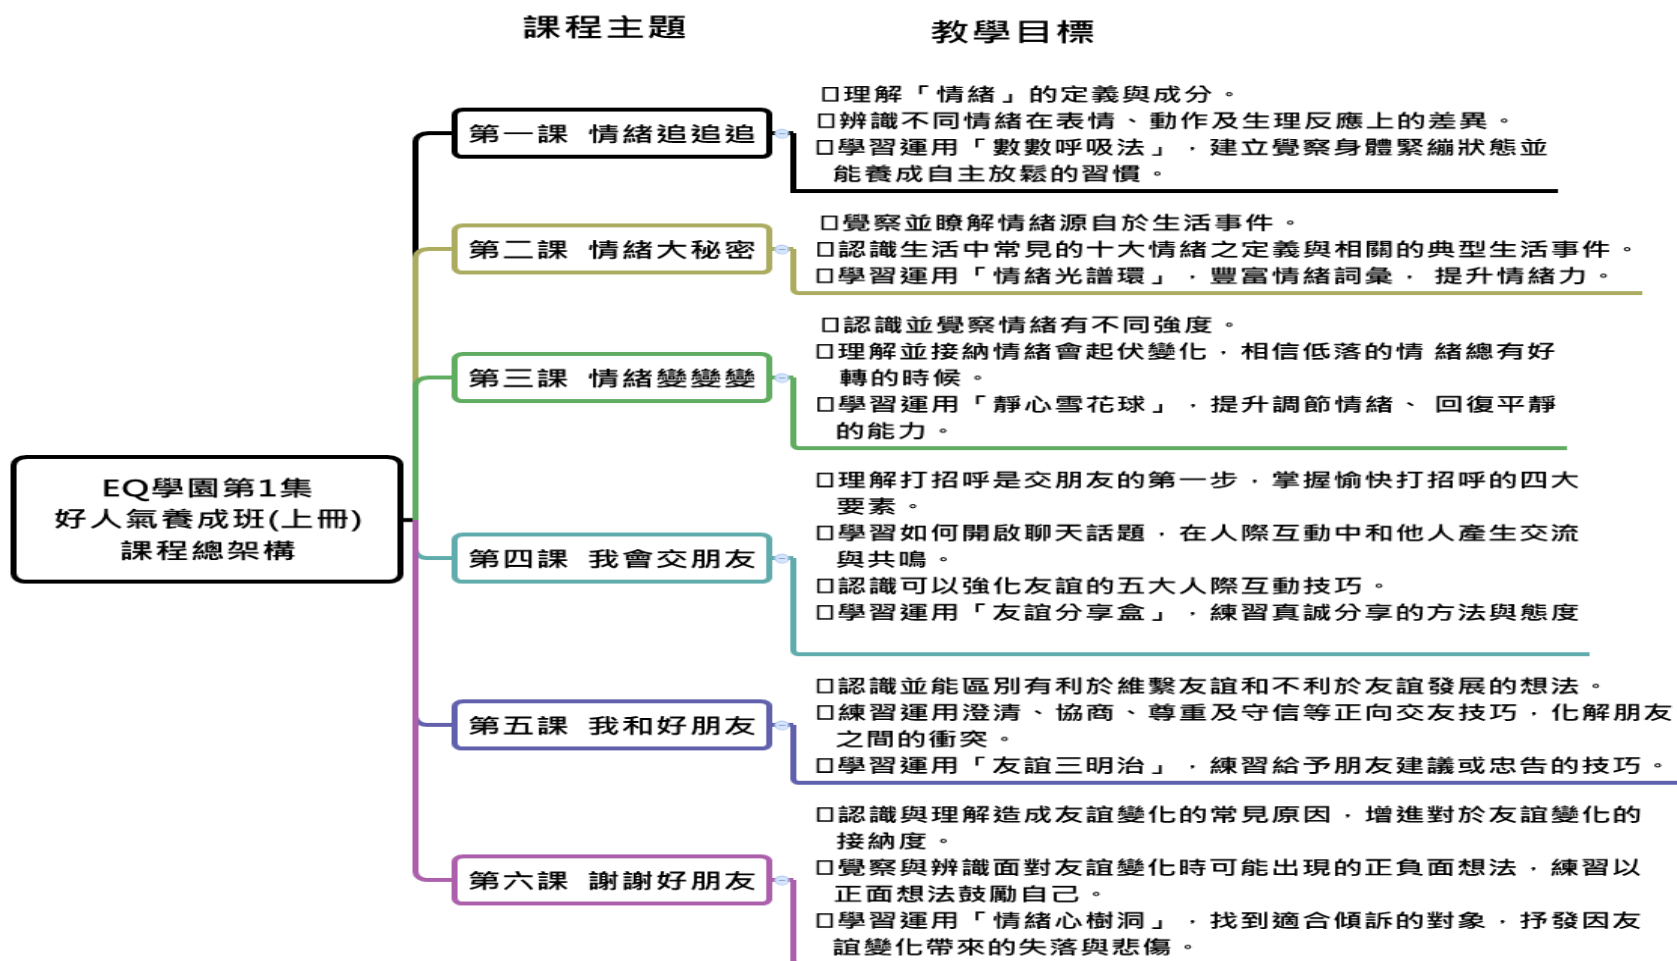 課程主題
教學目標
EQ學園第1集
好人氣養成班(上冊)
課程總架構
第一課 情緒追追追
□理解「情緒」的定義與成分。
□辨識不同情緒在表情、動作及生理反應上的差異。
□學習運用「數數呼吸法」，建立覺察身體緊繃狀態並
能養成自主放鬆的習慣。
第二課 情緒大秘密
□覺察並瞭解情緒源自於生活事件。
□認識生活中常見的十大情緒之定義與相關的典型生活事件。
□學習運用「情緒光譜環」，豐富情緒詞彙， 提升情緒力。
第三課 情緒變變變
□認識並覺察情緒有不同強度。
□理解並接納情緒會起伏變化，相信低落的情 緒總有好
轉的時候。
□學習運用「靜心雪花球」，提升調節情緒、 回復平靜
的能力。
第四課 我會交朋友
□理解打招呼是交朋友的第一步，掌握愉快打招呼的四大
要素。
□學習如何開啟聊天話題，在人際互動中和他人產生交流
與共鳴。
□認識可以強化友誼的五大人際互動技巧。
□學習運用「友誼分享盒」，練習真誠分享的方法與態度
第五課 我和好朋友
□認識並能區別有利於維繫友誼和不利於友誼發展的想法。
□練習運用澄清、協商、尊重及守信等正向交友技巧，化解朋友
之間的衝突。
□學習運用「友誼三明治」，練習給予朋友建議或忠告的技巧。
第六課 謝謝好朋友
□認識與理解造成友誼變化的常見原因，增進對於友誼變化的
接納度。
□覺察與辨識面對友誼變化時可能出現的正負面想法，練習以
正面想法鼓勵自己。
□學習運用「情緒心樹洞」，找到適合傾訴的對象，抒發因友
誼變化帶來的失落與悲傷。